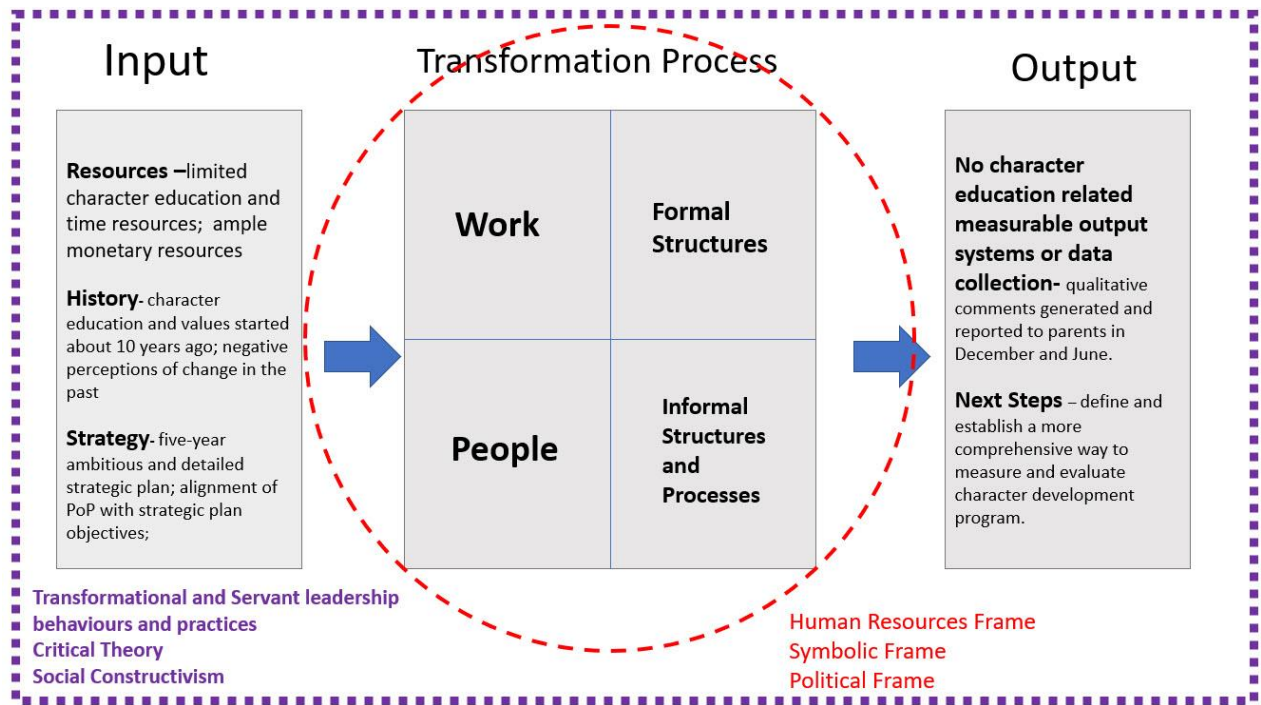 Input
Resources –limited
character education and
time resources;  ample
monetary resources
History- character
education and values started
about 10 years ago; negative
perceptions of change in the
past
Strategy- five-year
ambitious and detailed
strategic plan; alignment of
PoP with strategic plan
objectives;
Transformation Process
Work
Formal
Structures
People
Informal
Structures
and
Processes
Output
No character
education related
measurable output
systems or data
collection- qualitative
comments generated and
reported to parents in
December and June.
Next Steps – define and
establish a more
comprehensive way to
measure and evaluate
character development
program.
Transformational and Servant leadership
behaviours and practices
Critical Theory
Social Constructivism
Human Resources Frame
Symbolic Frame
Political Frame